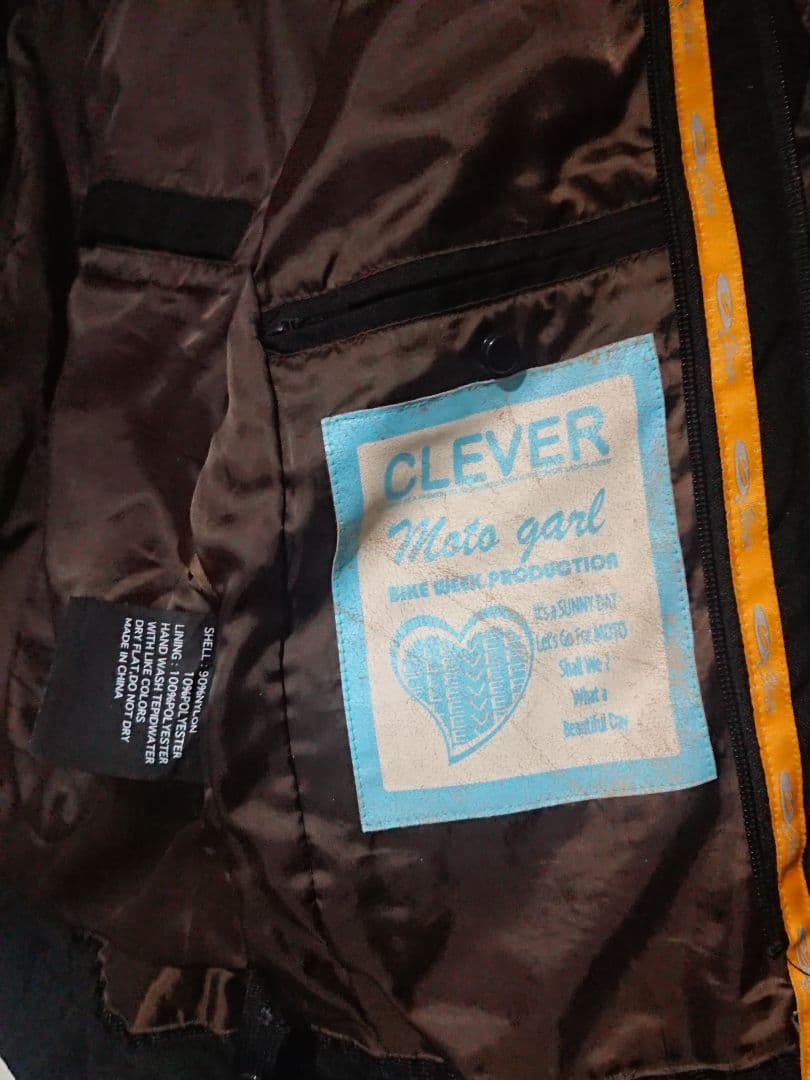 CLEVER
Moto garl
BIKE WEEK PRODUCTION
It's a SUNNY DAY
Let's Go For MOTO
Shall We ?
What a
Beautiful Day
SHELL : 90%NYLON
10%POLYESTER
LINING : 100%POLYESTER
HAND WASH TEPIDWATER
WITH LIKE COLORS
DRY FLAT.DO NOT DRY
MADE IN CHINA